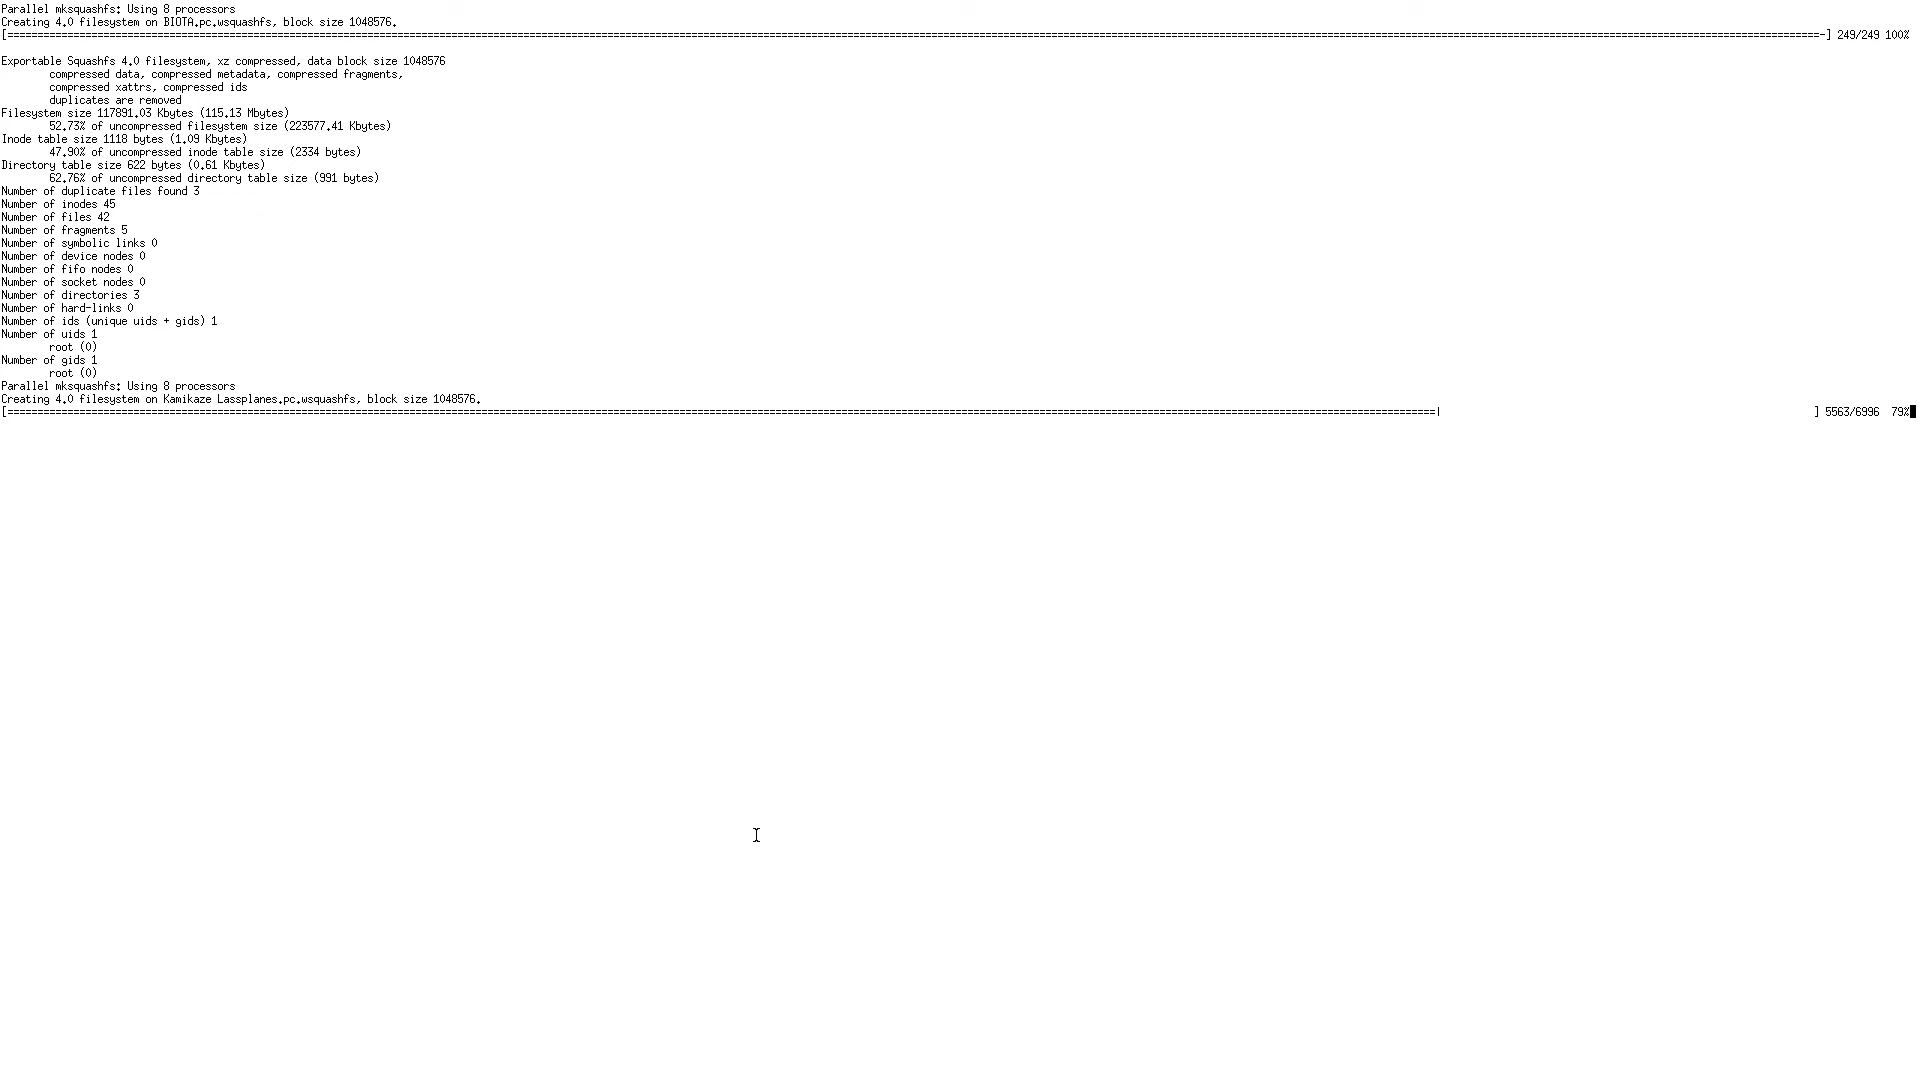 Parallel mksquashfs: Using 8 processors
Creating 4.0 filesystem on BIOTA.pc.wsquashfs, block size 1048576.
[=============================================================================================================================================================================================================================================================================================================-] 249/249 100%
Exportable Squashfs 4.0 filesystem, xz compressed, data block size 1048576
compressed data, compressed metadata, compressed fragments,
compressed xattrs, compressed ids
duplicates are removed
Filesystem size 117891.03 Kbytes (115.13 Mbytes)
52.73% of uncompressed filesystem size (223577.41 Kbytes)
Inode table size 1118 bytes (1.09 Kbytes)
47.90% of uncompressed inode table size (2334 bytes)
Directory table size 622 bytes (0.61 Kbytes)
62.76% of uncompressed directory table size (991 bytes)
Number of duplicate files found 3
Number of inodes 45
Number of files 42
Number of fragments 5
Number of symbolic links 0
Number of device nodes 0
Number of fifo nodes 0
Number of socket nodes 0
Number of directories 3
Number of hard-links 0
Number of ids (unique uids + gids) 1
Number of uids 1
root (0)
Number of gids 1
root (0)
Parallel mksquashfs: Using 8 processors
Creating 4.0 filesystem on Kamikaze Lassplanes.pc.wsquashfs, block size 1048576.
[==============================================================================================================================================================================================================================================| ] 5563/6996 79%